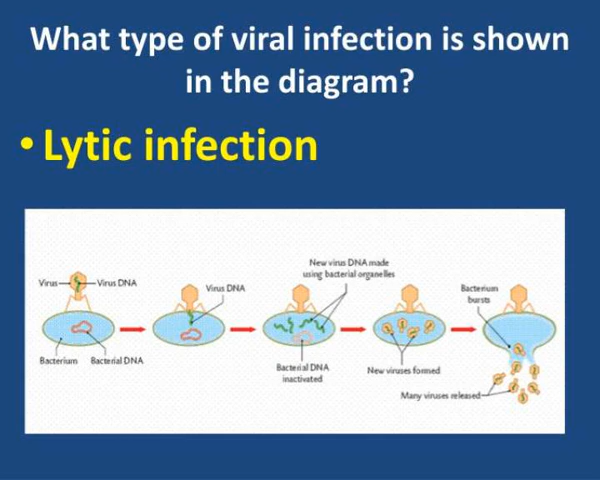 What type of viral infection is shown
in the diagram?
• Lytic infection
New virus DNA made
using bacterial organelles
Virus
Virus DNA
Virus DNA
Bacterium
bursts
Bacterium
Bacterial DNA
Bacterial DNA
inactivated
New viruses formed
Many viruses released